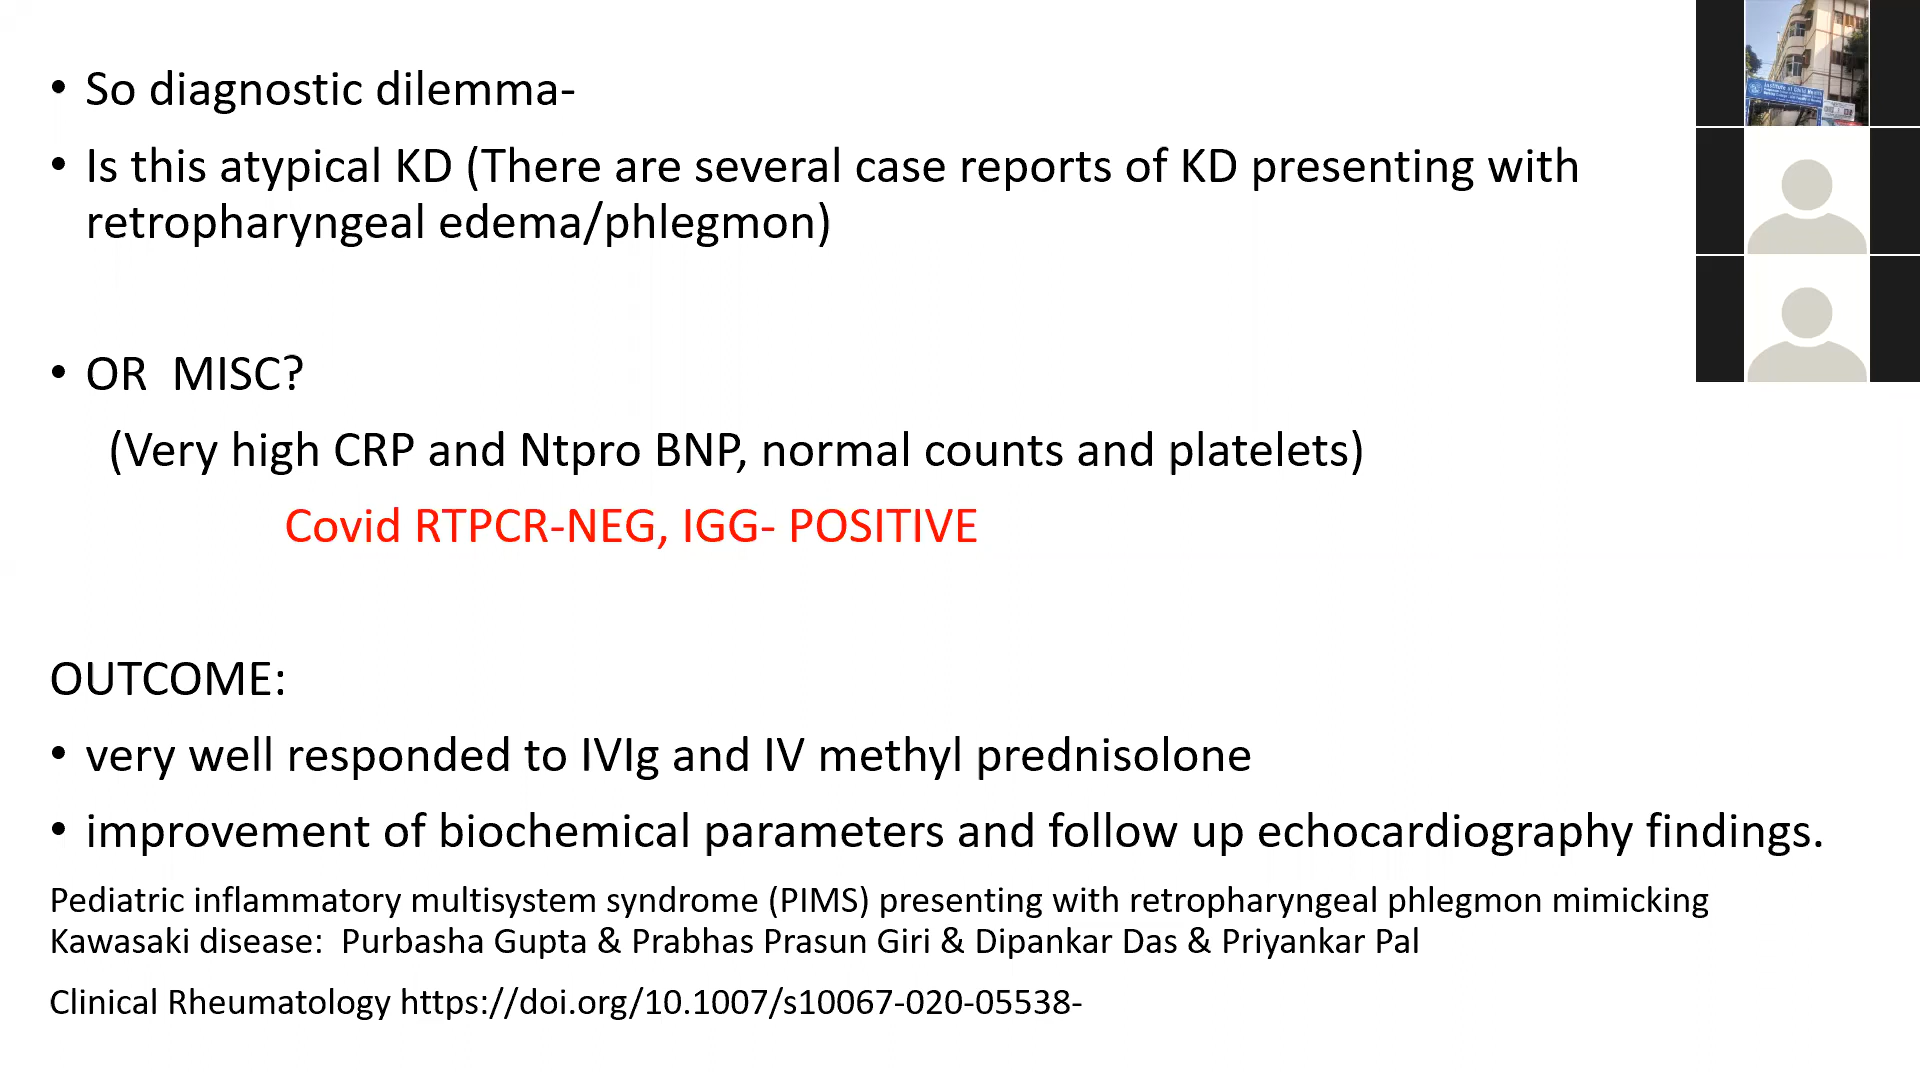 • So diagnostic dilemma-
• Is this atypical KD (There are several case reports of KD presenting with
retropharyngeal edema/phlegmon)
• OR  MISC?
(Very high CRP and Ntpro BNP, normal counts and platelets)
Covid RTPCR-NEG, IGG- POSITIVE
OUTCOME:
• very well responded to IVIg and IV methyl prednisolone
• improvement of biochemical parameters and follow up echocardiography findings.
Pediatric inflammatory multisystem syndrome (PIMS) presenting with retropharyngeal phlegmon mimicking
Kawasaki disease:  Purbasha Gupta & Prabhas Prasun Giri & Dipankar Das & Priyankar Pal
Clinical Rheumatology https://doi.org/10.1007/s10067-020-05538-
Institute of Child Health